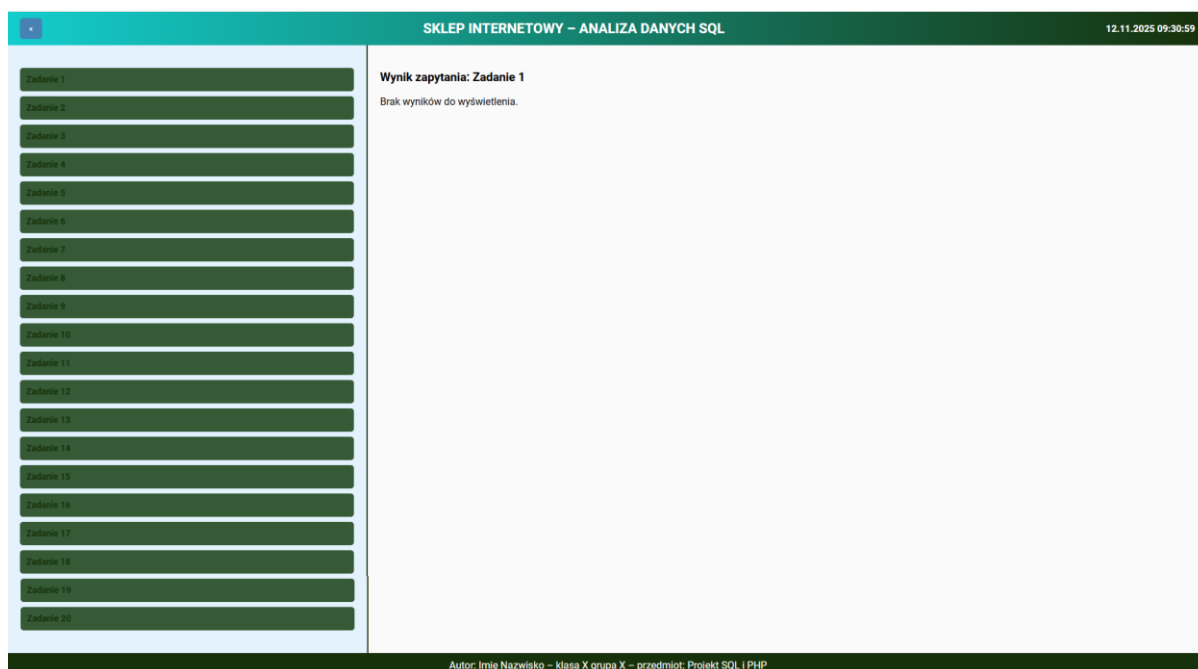 «
SKLEP INTERNETOWY – ANALIZA DANYCH SQL
12.11.2025 09:30:59
Zadanie 1
Zadanie 2
Zadanie 3
Zadanie 4
Zadanie 5
Zadanie 6
Zadanie 7
Zadanie 8
Zadanie 9
Zadanie 10
Zadanie 11
Zadanie 12
Zadanie 13
Zadanie 14
Zadanie 15
Zadanie 16
Zadanie 17
Zadanie 18
Zadanie 19
Zadanie 20
Wynik zapytania: Zadanie 1
Brak wyników do wyświetlenia.
Autor: Imię Nazwisko – klasa X grupa X – przedmiot: Projekt SQL i PHP